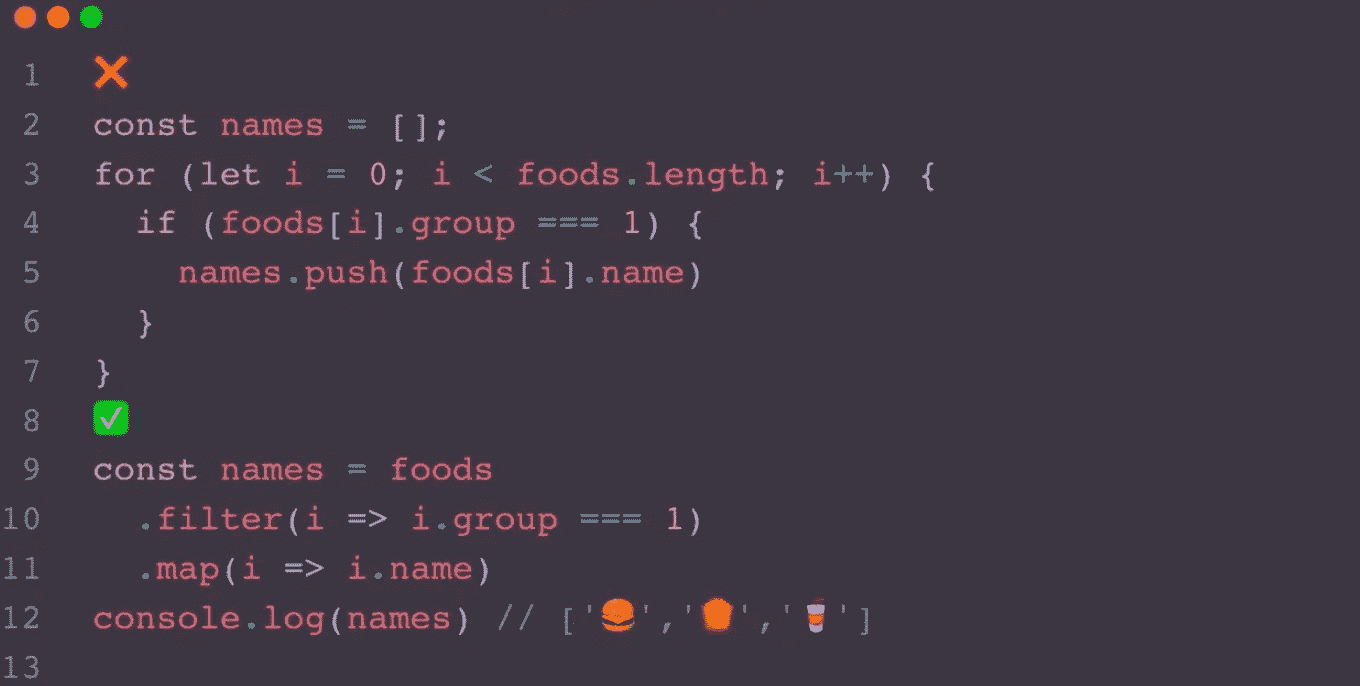 1 ❌
2 const names = [];
3 for (let i = 0; i < foods.length; i++) {
4   if (foods[i].group === 1) {
5     names.push(foods[i].name)
6   }
7 }
8 ✅
9 const names = foods
10   .filter(i => i.group === 1)
11   .map(i => i.name)
12 console.log(names) // ['🍔','🍟','🥤']
13